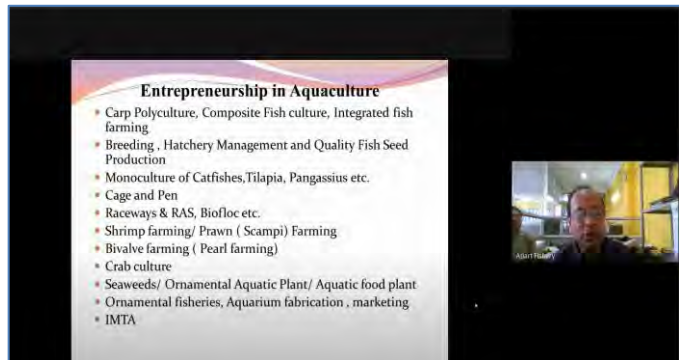 Entrepreneurship in Aquaculture
• Carp Polyculture, Composite Fish culture, Integrated fish
farming
• Breeding , Hatchery Management and Quality Fish Seed
Production
• Monoculture of Catfishes,Tilapia, Pangassius etc.
• Cage and Pen
• Raceways & RAS, Biofloc etc.
• Shrimp farming/ Prawn ( Scampi) Farming
• Bivalve farming ( Pearl farming)
• Crab culture
• Seaweeds/ Ornamental Aquatic Plant/ Aquatic food plant
• Ornamental fisheries, Aquarium fabrication , marketing
• IMTA